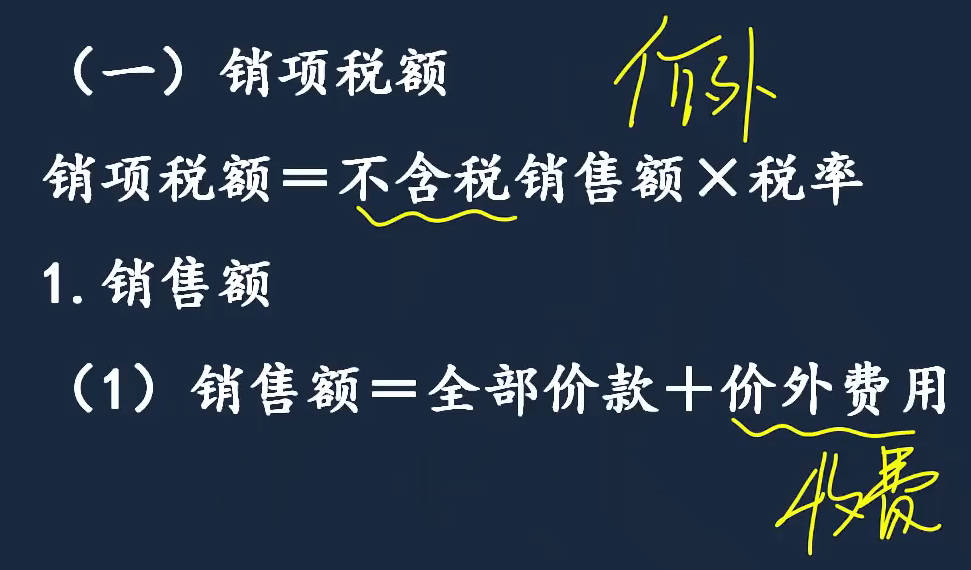 （一）销项税额
价外
销项税额＝不含税销售额×税率
1.销售额
（1）销售额＝全部价款＋价外费用
收费